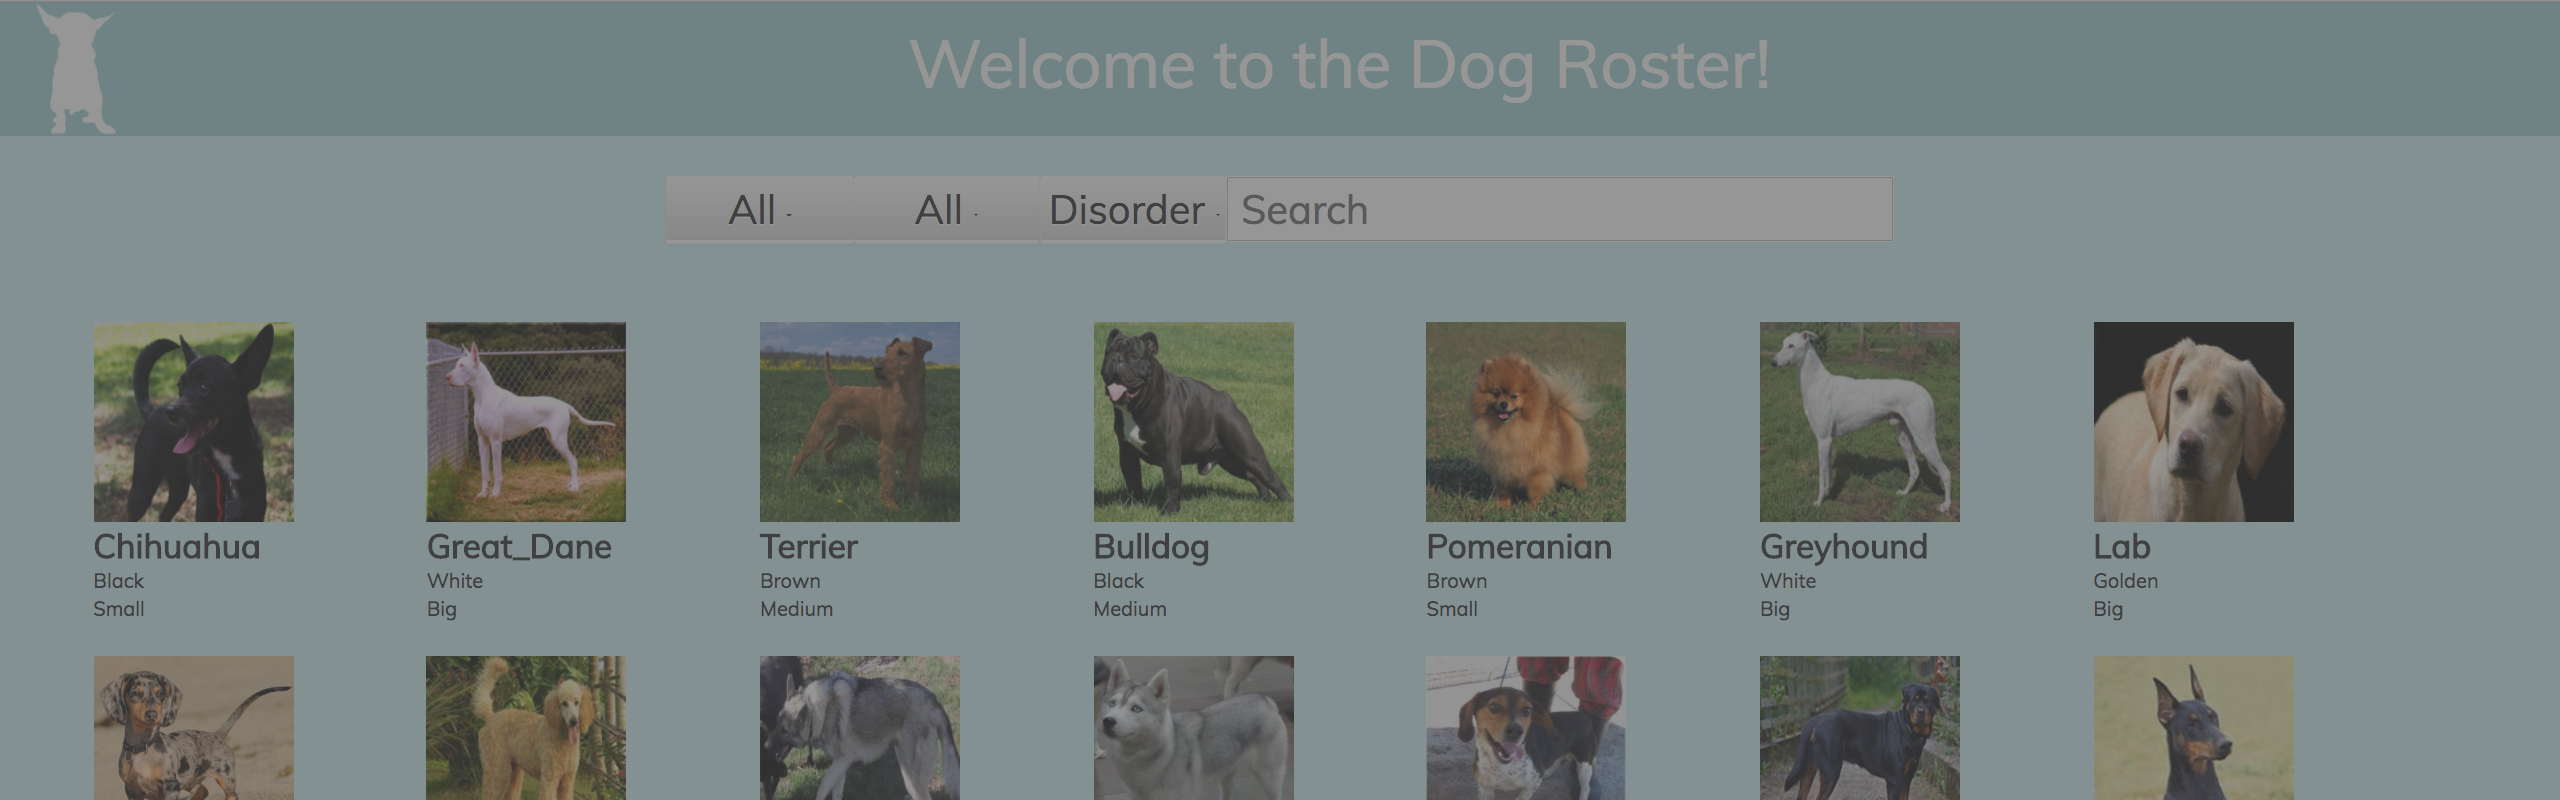 Welcome to the Dog Roster!
All All Disorder Search
Chihuahua Great_Dane Terrier Bulldog Pomeranian Greyhound Lab
Black White Brown Black Brown White Golden
Small Big Medium Medium Small Big Big